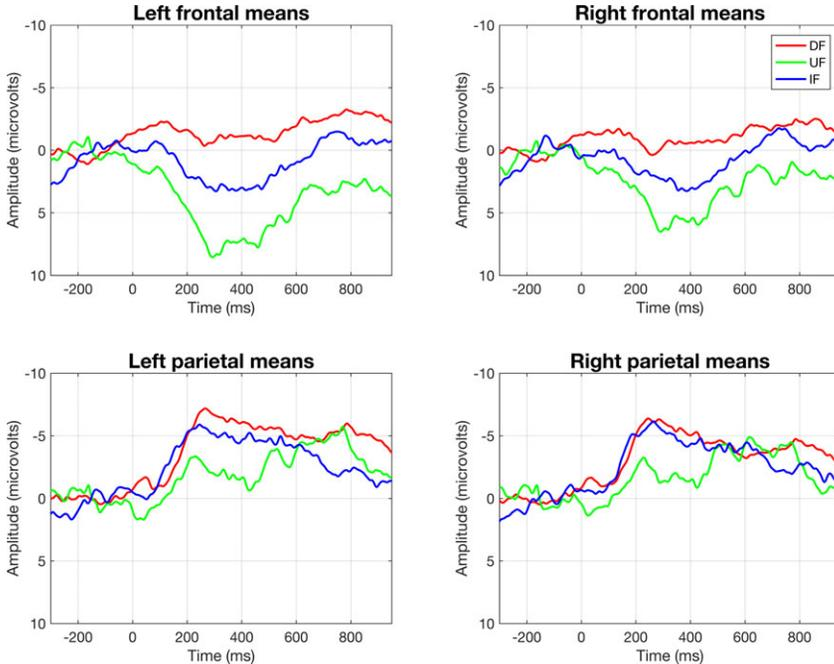 Left frontal means
Right frontal means
-10
-5
0
5
10
Amplitude (microvolts)
-200
0
200
400
600
800
Time (ms)
-10
-5
0
5
10
Amplitude (microvolts)
-200
0
200
400
600
800
Time (ms)
DF
UF
IF
Left parietal means
Right parietal means
-10
-5
0
5
10
Amplitude (microvolts)
-200
0
200
400
600
800
Time (ms)
-10
-5
0
5
10
Amplitude (microvolts)
-200
0
200
400
600
800
Time (ms)